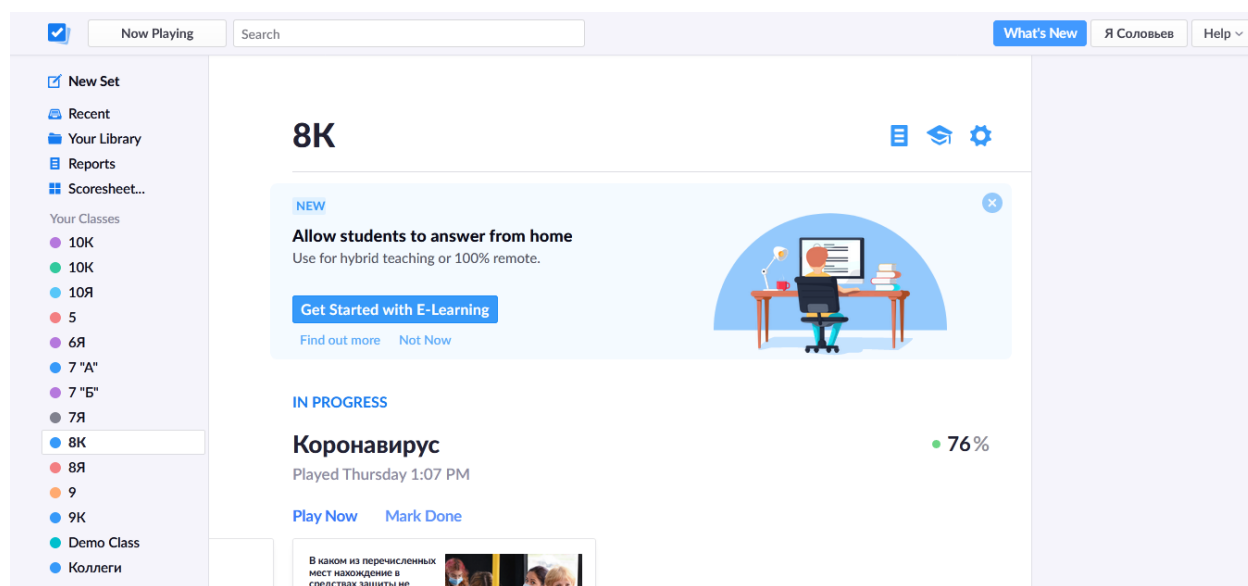 Now Playing
Search
What's New
Я Соловьев
Help
New Set
Recent
Your Library
Reports
Scoresheet...
Your Classes
10К
10К
10Я
5
6Я
7 "А"
7 "Б"
7Я
8К
8Я
9
9К
Demo Class
Коллеги
8К
NEW
Allow students to answer from home
Use for hybrid teaching or 100% remote.
Get Started with E-Learning
Find out more Not Now
IN PROGRESS
Коронавирус
76%
Played Thursday 1:07 PM
Play Now Mark Done
В каком из перечисленных
мест нахождение в
средствах защиты не